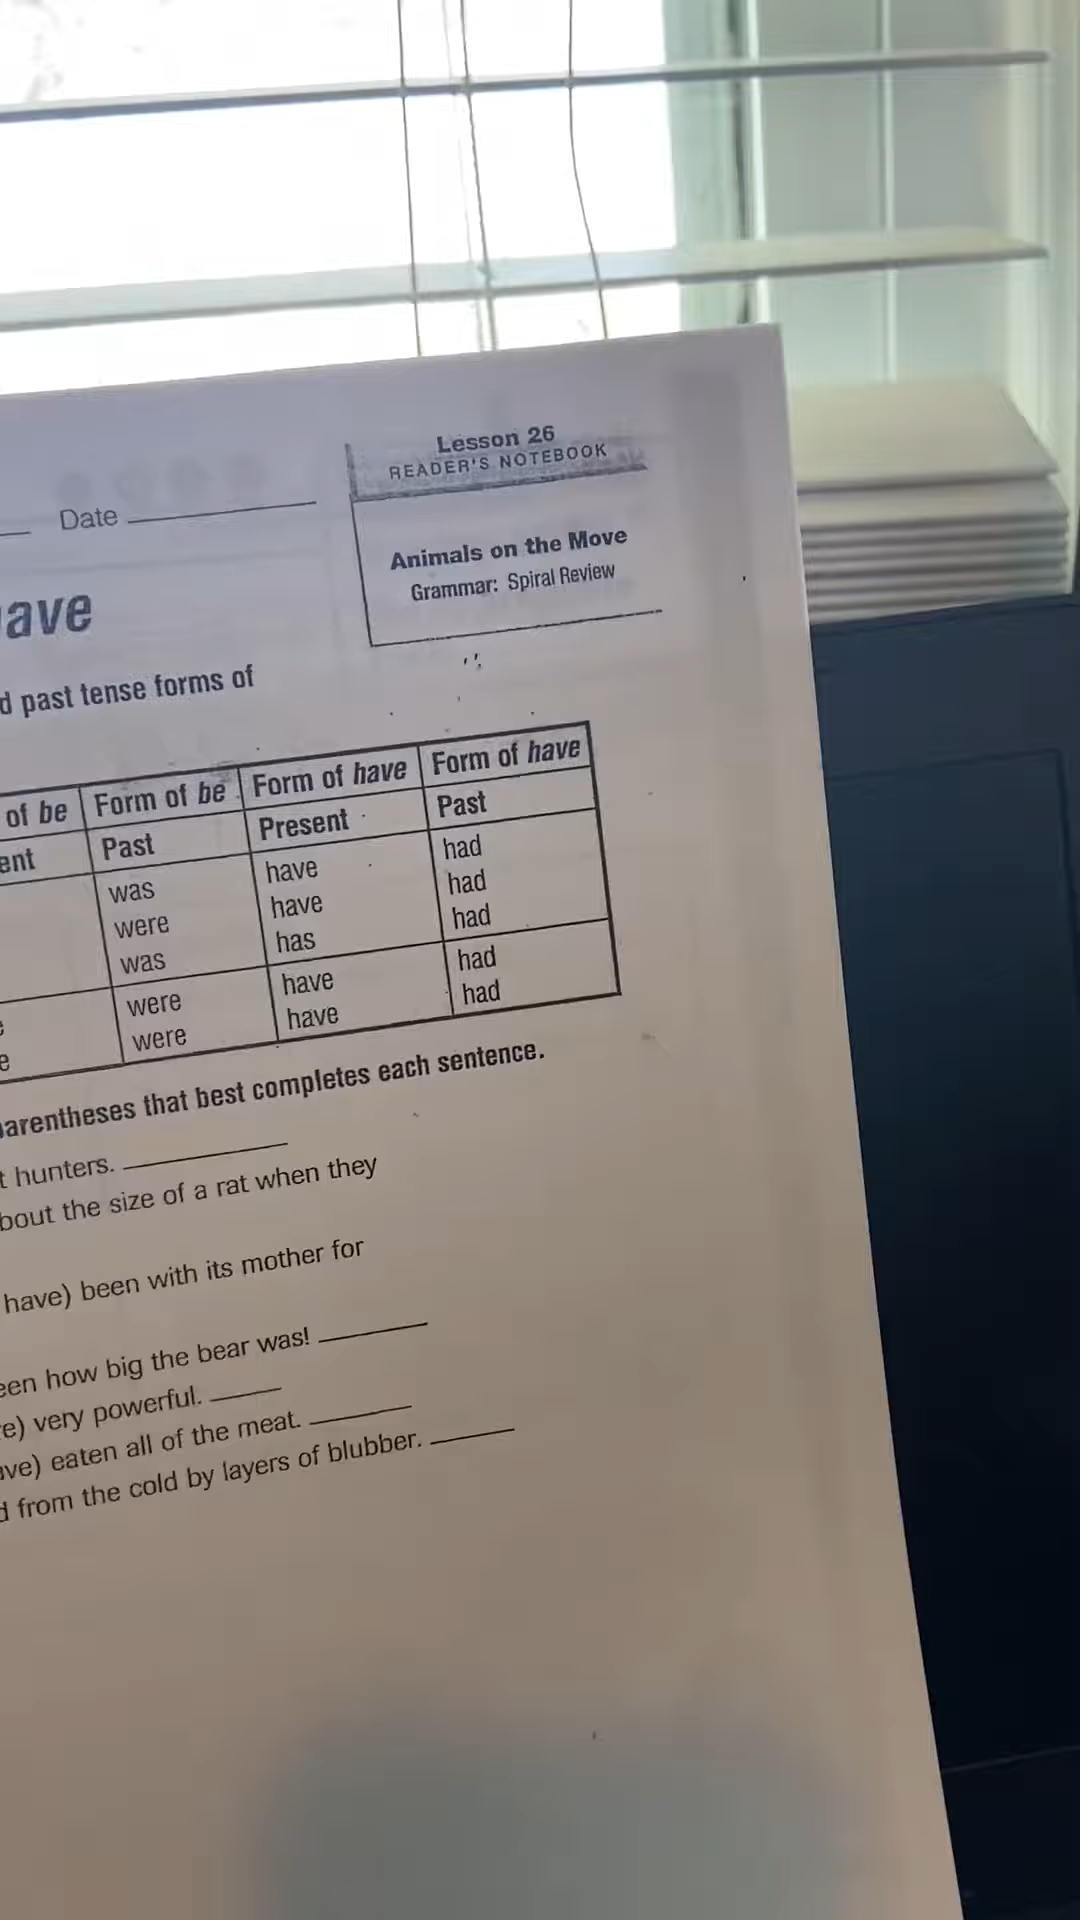 Lesson 26
READER'S NOTEBOOK
Date
Animals on the Move
Grammar: Spiral Review
ave
d past tense forms of
of be Form of be Form of have Form of have
ent Past Present Past
was have had
were have had
was has had
were have had
e were have had
parentheses that best completes each sentence.
t hunters.
bout the size of a rat when they
have) been with its mother for
een how big the bear was!
re) very powerful.
ave) eaten all of the meat.
d from the cold by layers of blubber.